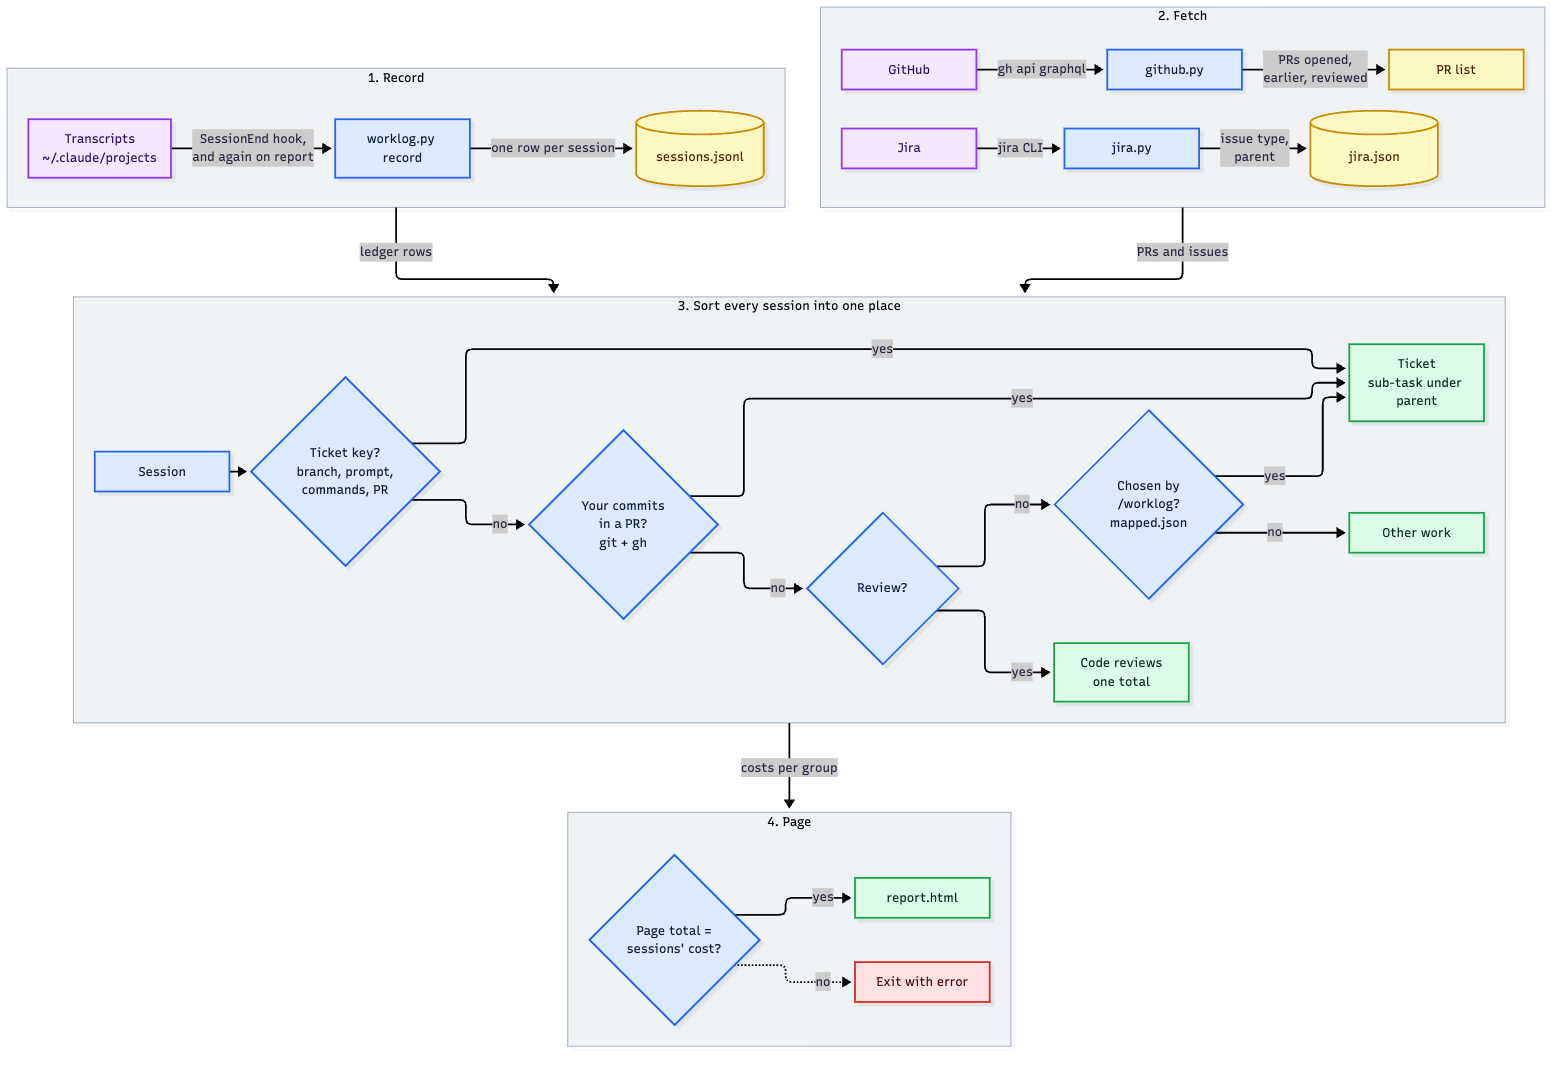 1. Record
Transcripts
~/.claude/projects
SessionEnd hook,
and again on report
worklog.py
record
one row per session
sessions.jsonl
2. Fetch
GitHub
gh api graphql
github.py
PRs opened,
earlier, reviewed
PR list
Jira
jira CLI
jira.py
issue type,
parent
jira.json
ledger rows
PRs and issues
3. Sort every session into one place
Session
Ticket key?
branch, prompt,
commands, PR
yes
no
Your commits
in a PR?
git + gh
yes
no
Review?
no
yes
Chosen by
/worklog?
mapped.json
yes
no
Ticket
sub-task under
parent
Other work
Code reviews
one total
costs per group
4. Page
Page total =
sessions' cost?
yes
report.html
no
Exit with error